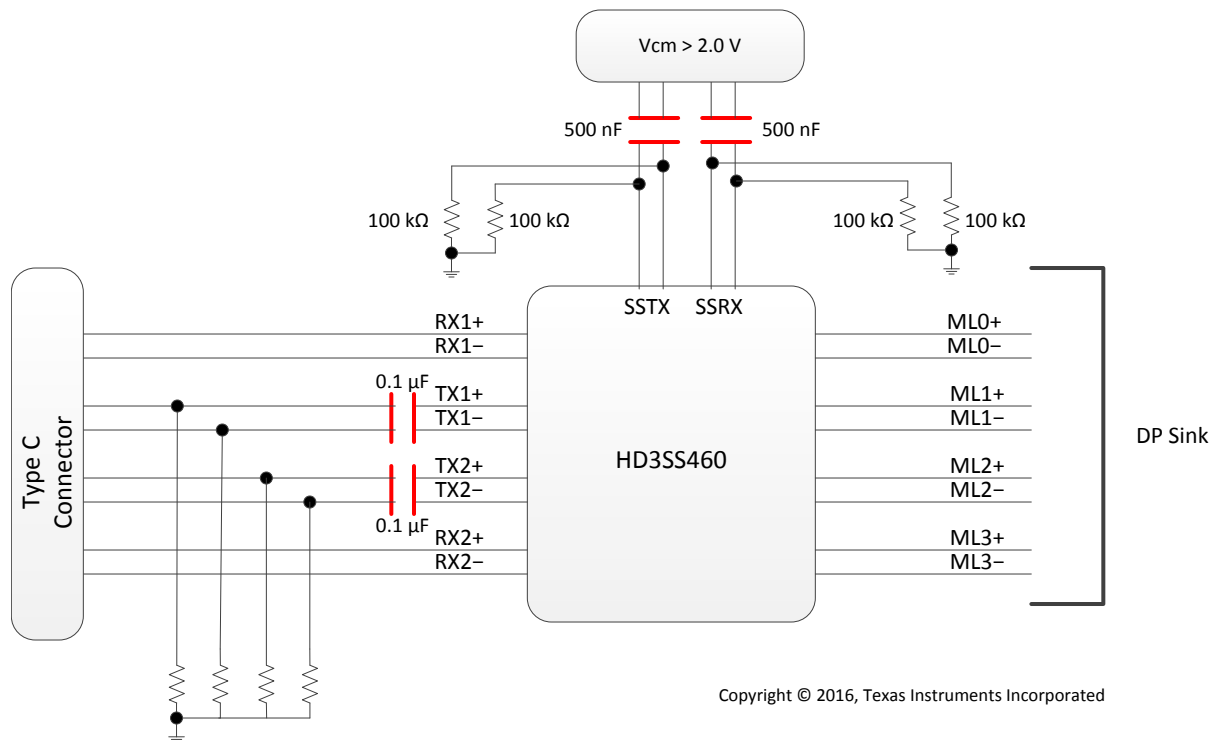 Vcm > 2.0 V
500 nF
500 nF
100 kΩ
100 kΩ
100 kΩ
100 kΩ
SSTX
SSRX
RX1+
RX1−
0.1 µF
TX1+
TX1−
TX2+
TX2−
0.1 µF
RX2+
RX2−
Type C
Connector
HD3SS460
ML0+
ML0−
ML1+
ML1−
ML2+
ML2−
ML3+
ML3−
DP Sink
Copyright © 2016, Texas Instruments Incorporated